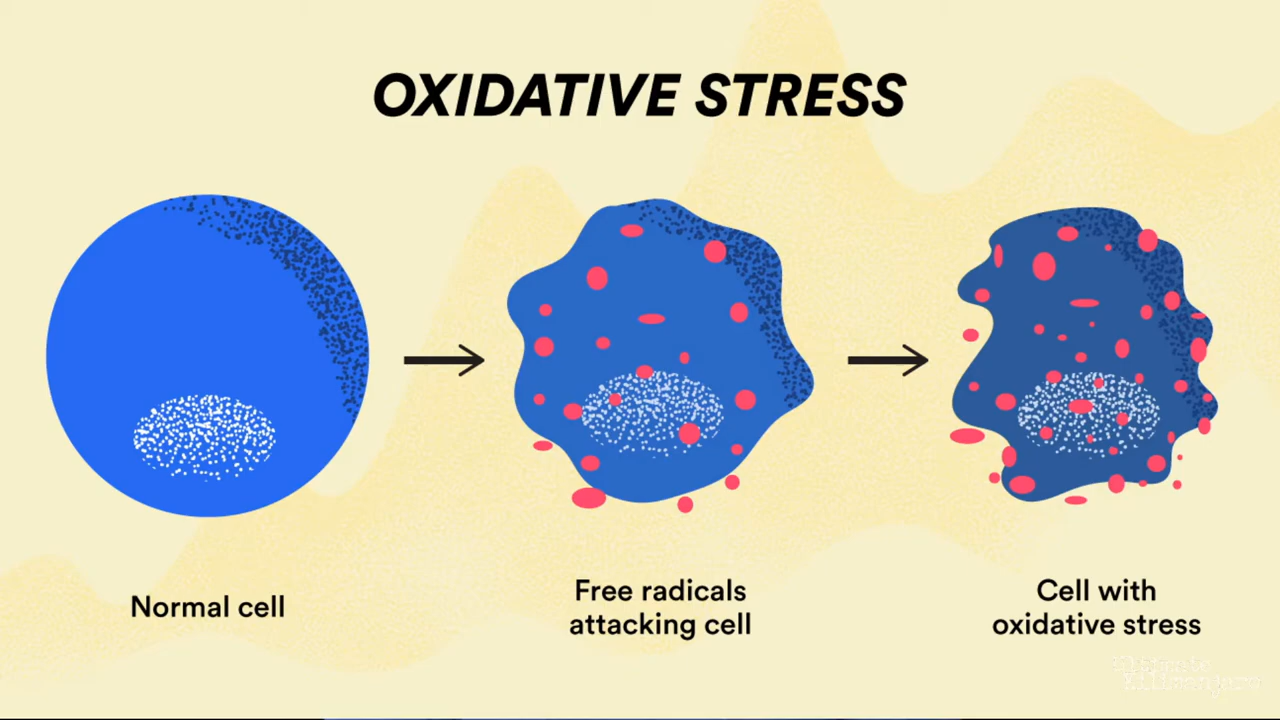 OXIDATIVE STRESS
Normal cell
Free radicals
attacking cell
Cell with
oxidative stress